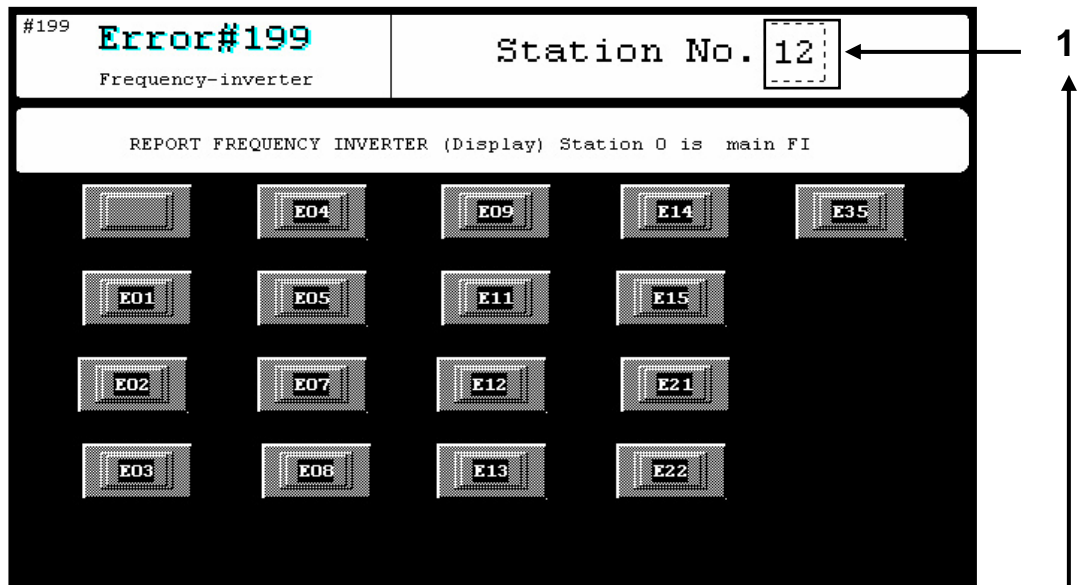 #199
Error#199
Frequency-inverter
Station No. 12
1
REPORT FREQUENCY INVERTER (Display) Station 0 is main FI
E04 E09 E14 E35
E01 E05 E11 E15
E02 E07 E12 E21
E03 E08 E13 E22